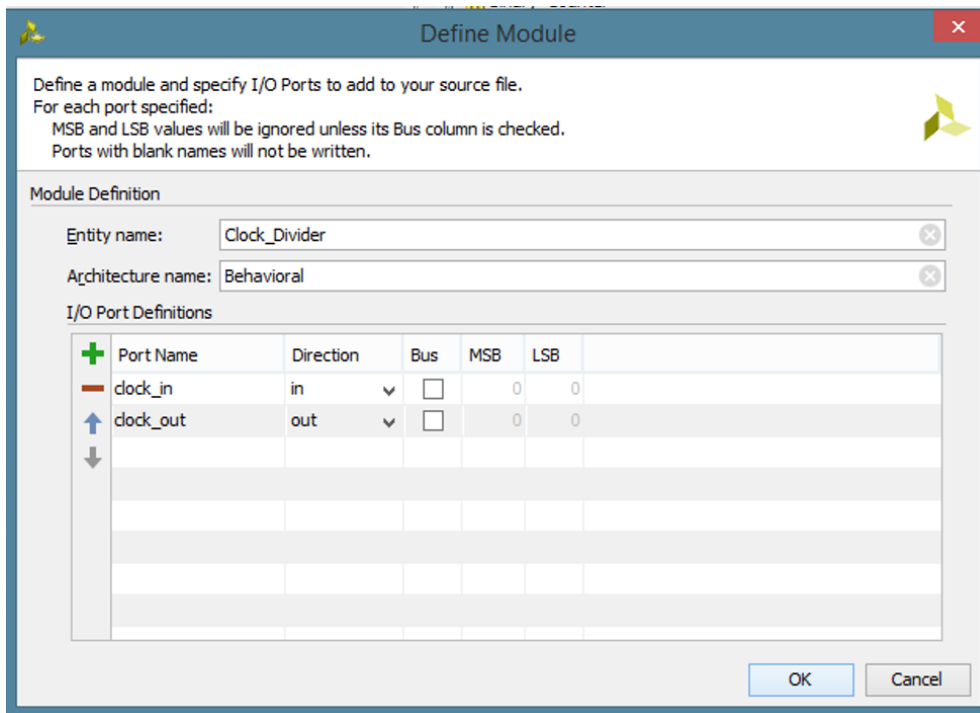 Define Module
Define a module and specify I/O Ports to add to your source file.
For each port specified:
MSB and LSB values will be ignored unless its Bus column is checked.
Ports with blank names will not be written.
Module Definition
Entity name: Clock_Divider
Architecture name: Behavioral
I/O Port Definitions
Port Name Direction Bus MSB LSB
clock_in in 0 0
clock_out out 0 0
OK Cancel